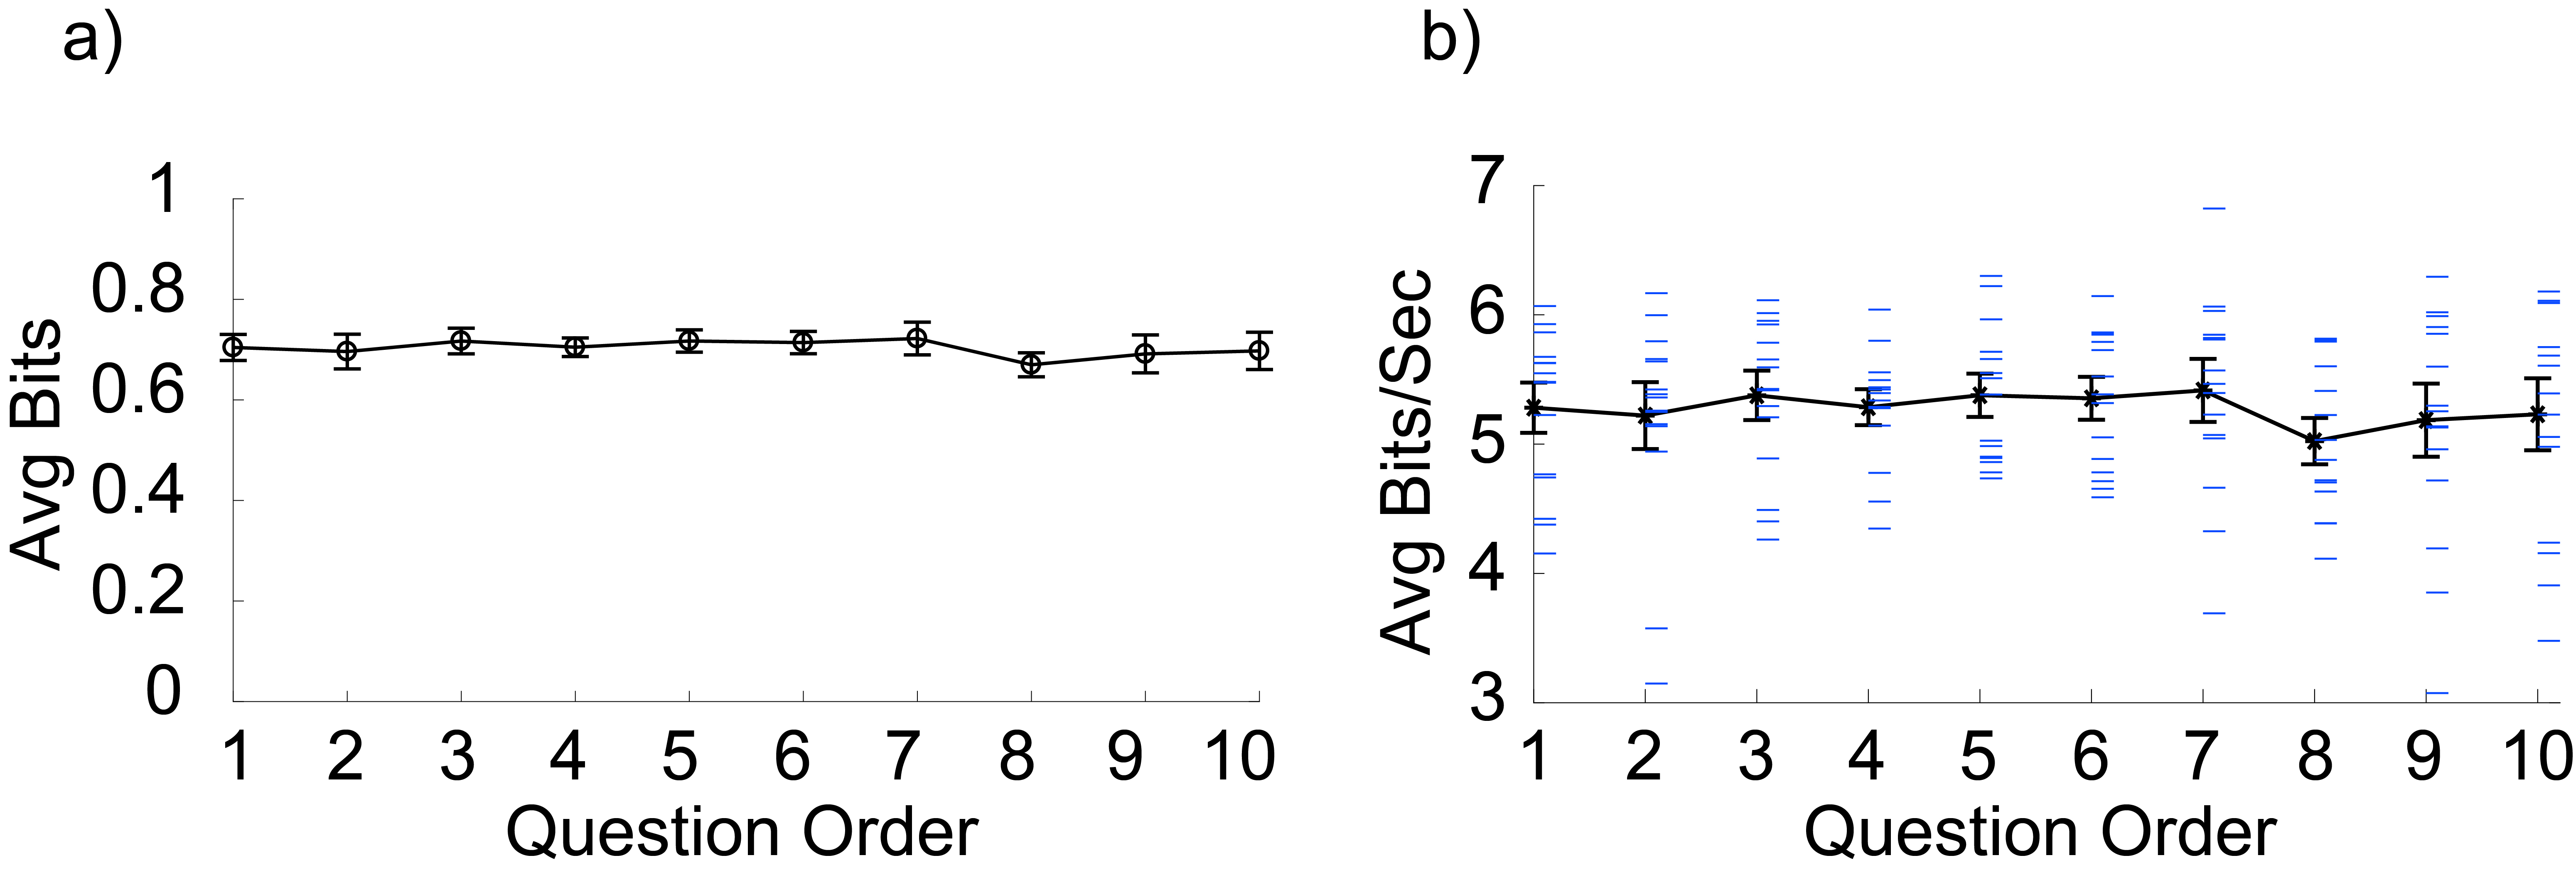 a)
Avg Bits
1
0.8
0.6
0.4
0.2
0
1 2 3 4 5 6 7 8 9 10
Question Order
b)
Avg Bits/Sec
7
6
5
4
3
1 2 3 4 5 6 7 8 9 10
Question Order